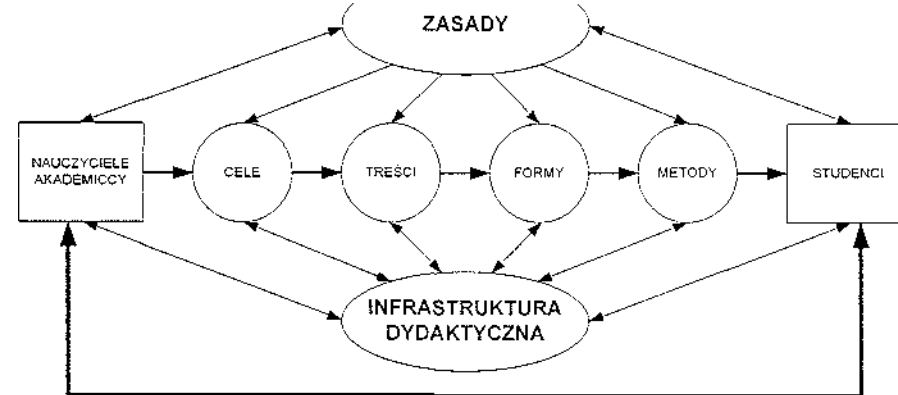 ZASADY
NAUCZYCIELE
AKADEMICCY
CELE
TREŚCI
FORMY
METODY
STUDENCI
INFRASTRUKTURA
DYDAKTYCZNA